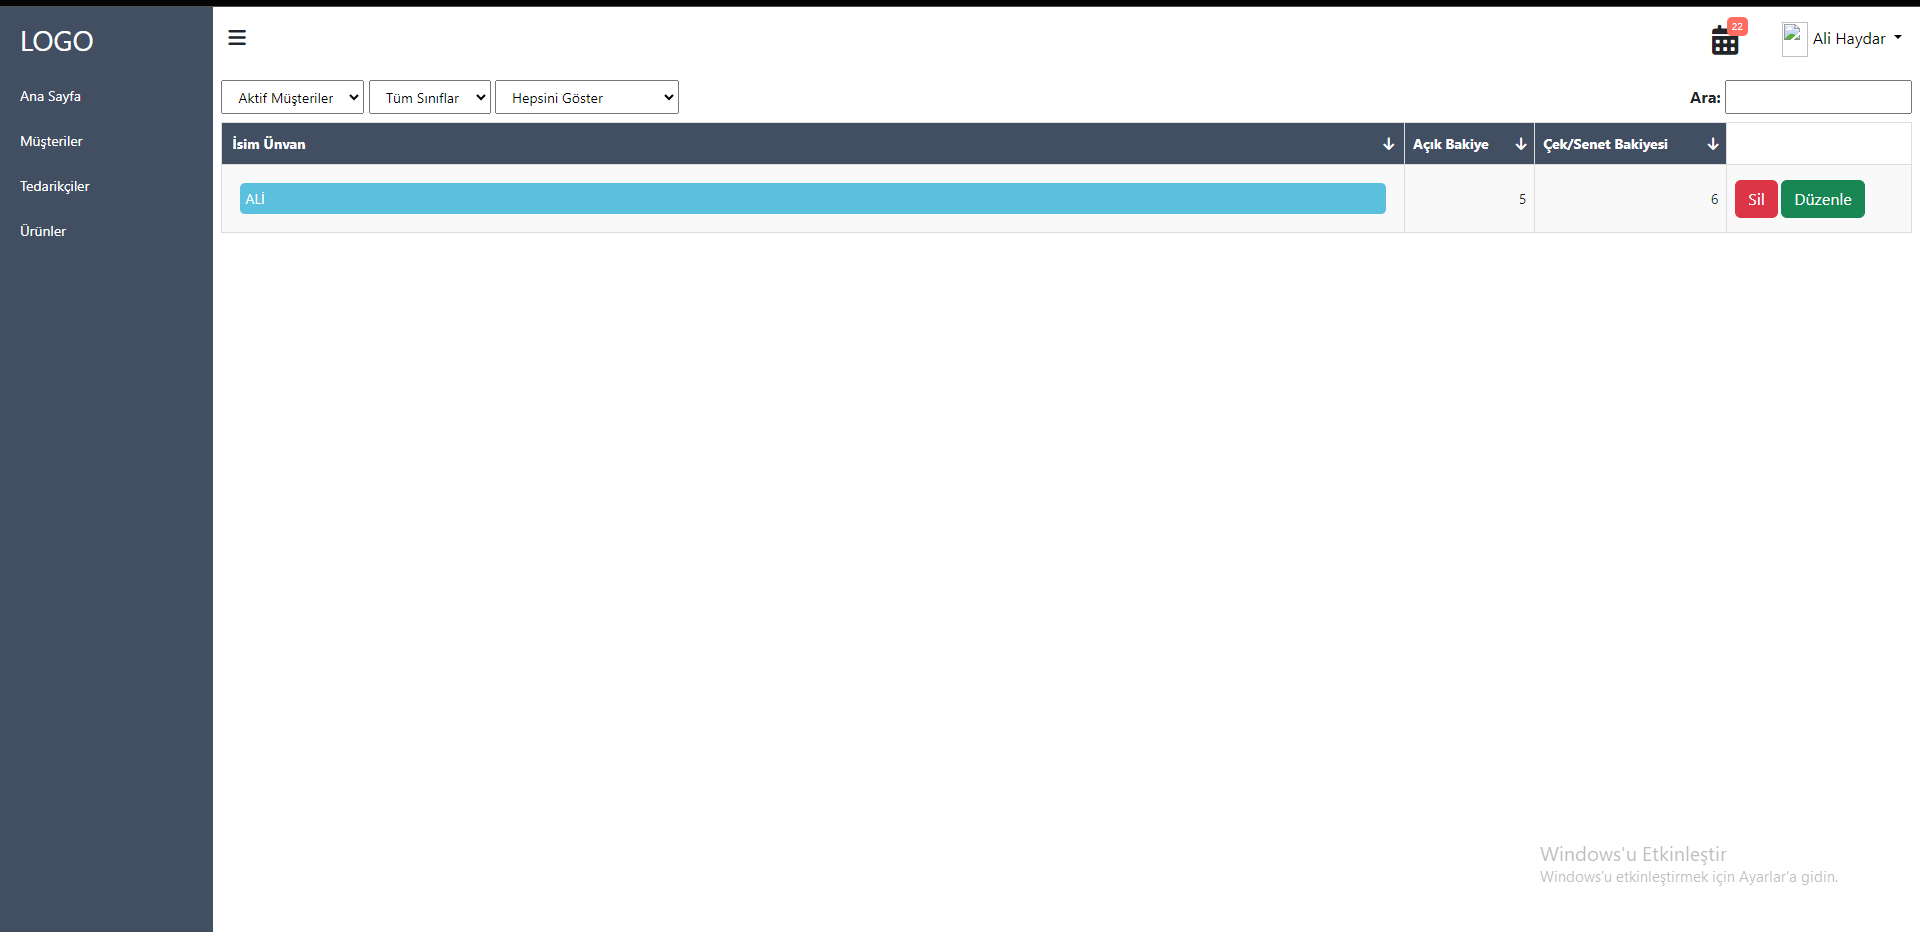 LOGO
22
Ali Haydar
Ana Sayfa
Müşteriler
Tedarikçiler
Ürünler
Aktif Müşteriler
Tüm Sınıflar
Hepsini Göster
Ara:
İsim Ünvan
Açık Bakiye
Çek/Senet Bakiyesi
ALİ
5
6
Sil
Düzenle
Windows'u Etkinleştir
Windows'u etkinleştirmek için Ayarlar'a gidin.